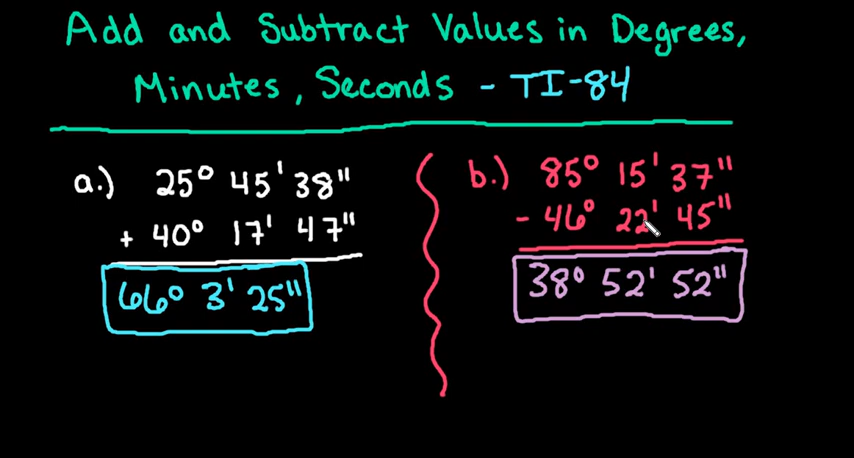 Add and Subtract Values in Degrees,
Minutes, Seconds - TI-84
a.) 25° 45' 38"
+ 40° 17' 47"
66° 3' 25"
b.) 85° 15' 37"
- 46° 22' 45"
38° 52' 52"